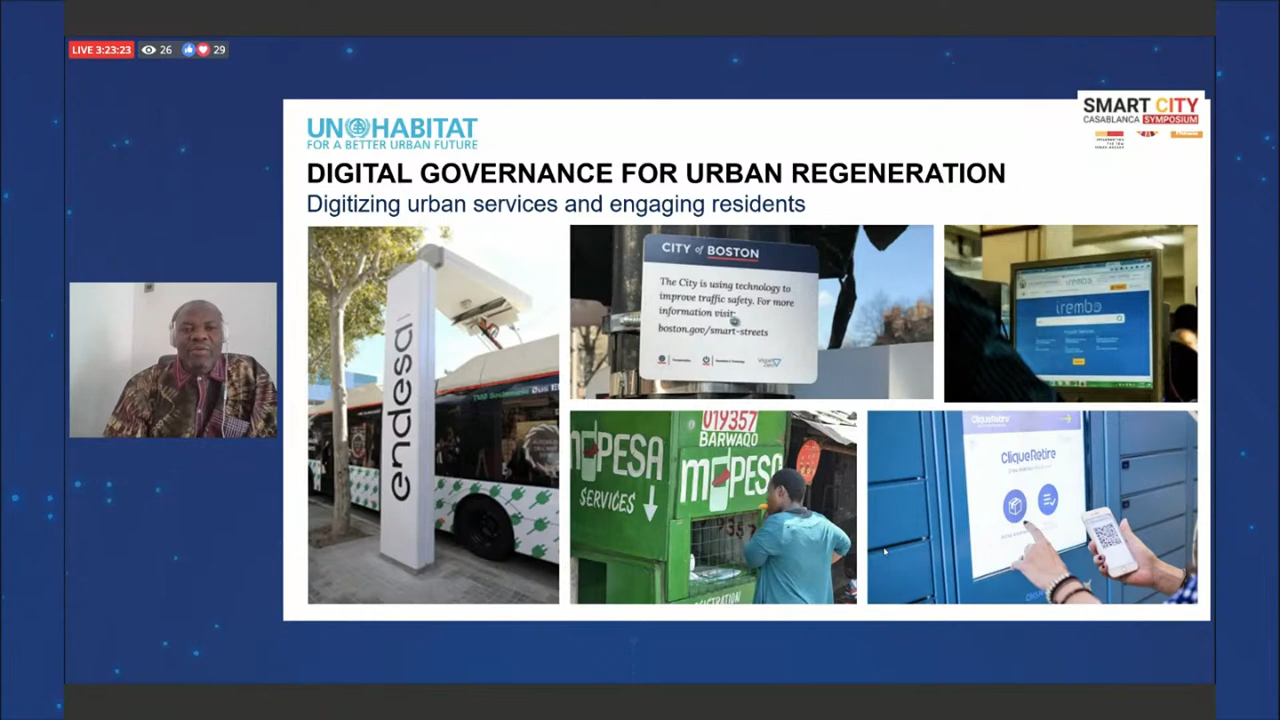 LIVE 3:23:23
26
29
SMART CITY
CASABLANCA SYMPOSIUM
UN HABITAT
FOR A BETTER URBAN FUTURE
DIGITAL GOVERNANCE FOR URBAN REGENERATION
Digitizing urban services and engaging residents
endesa
CITY of BOSTON
The City is using technology to
improve traffic safety. For more
information visit:
boston.gov/smart-streets
irembo
019357
BARWAQO
M PESA
SERVICES
CliqueRetire
CliqueRetire